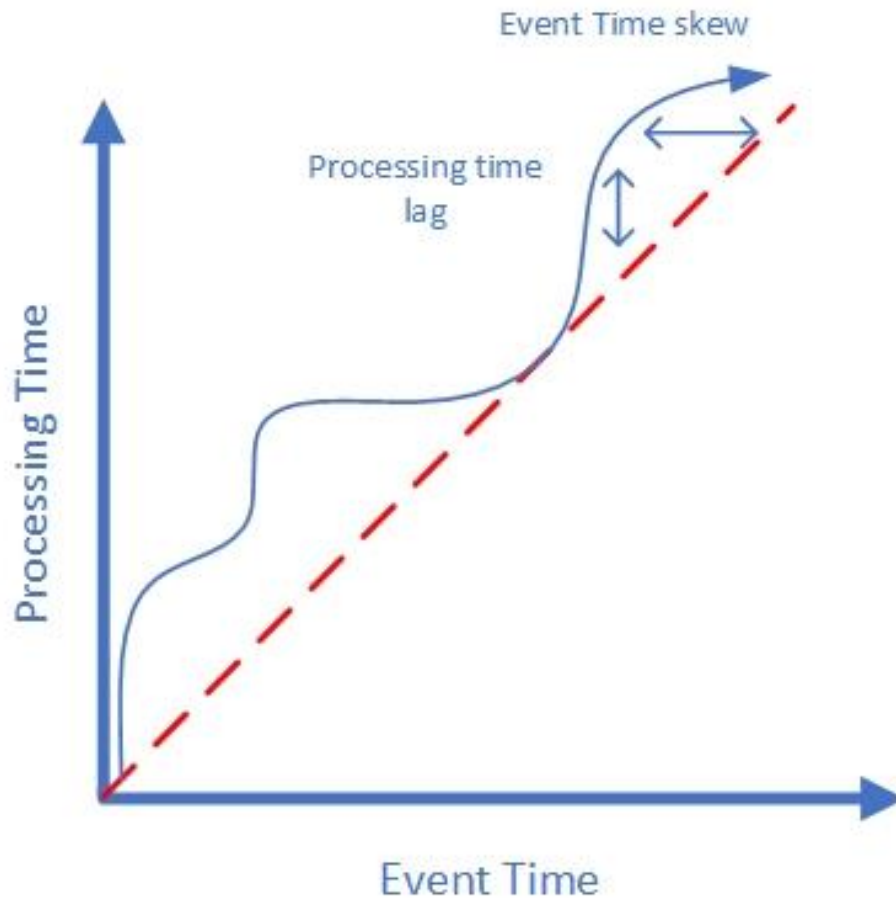 Event Time skew
Processing time
lag
Processing Time
Event Time